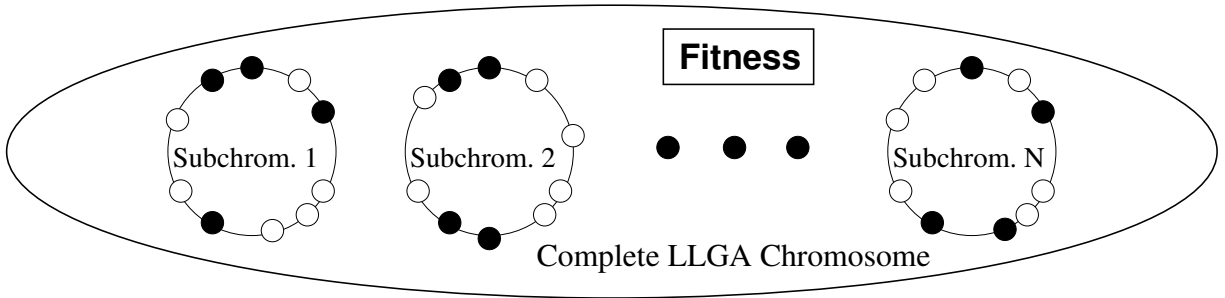 Fitness
Subchrom. 1
Subchrom. 2
Subchrom. N
Complete LLGA Chromosome